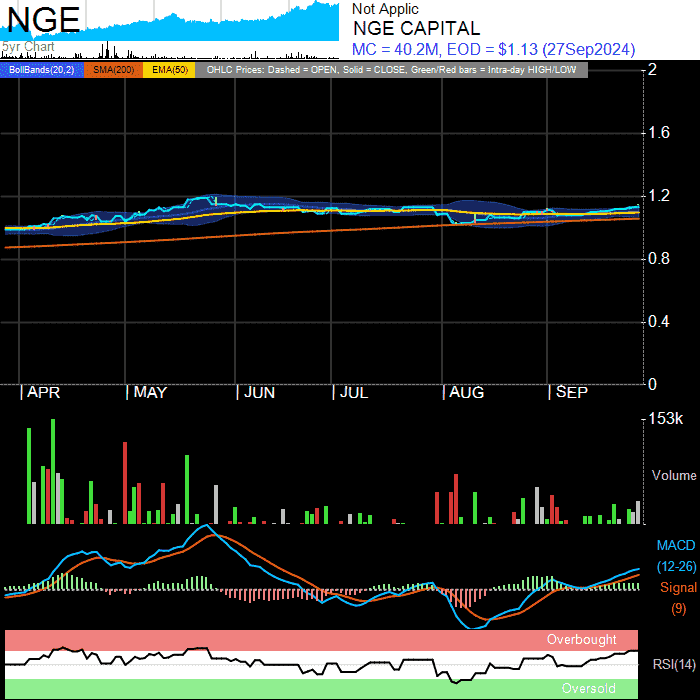 NGE
5yr Chart
Not Applic
NGE CAPITAL
MC = 40.2M, EOD = $1.13 (27Sep2024)
BollBands(20,2) SMA(200) EMA(50) OHLC Prices: Dashed = OPEN, Solid = CLOSE, Green/Red bars = Intra-day HIGH/LOW
2
1.6
1.2
0.8
0.4
0
| APR | MAY | JUN | JUL | AUG | SEP
153k
Volume
MACD
(12-26)
Signal
(9)
Overbought
RSI(14)
Oversold